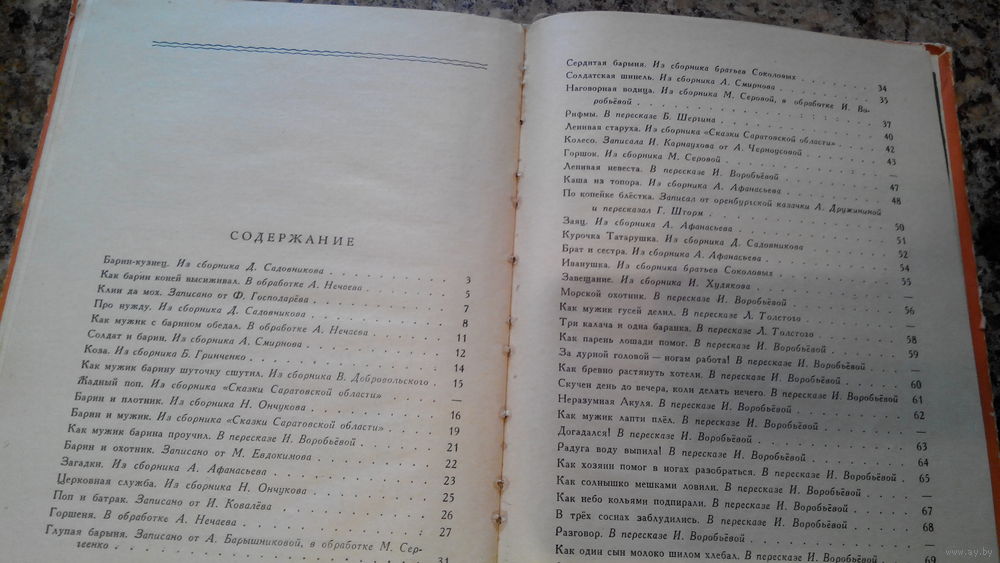 СОДЕРЖАНИЕ
Барин-кузнец. Из сборника Д. Садовникова . . . 3
Как барин коней высиживал. В обработке А. Нечаева . . . 5
Клин да мох. Записано от Ф. Господарёва . . . 7
Про нужду. Из сборника Д. Садовникова . . . 8
Как мужик с барином обедал. В обработке А. Нечаева . . . 11
Солдат и барин. Из сборника А. Смирнова . . . 12
Коза. Из сборника Б. Гринченко . . . 14
Как мужик барину шуточку сшутил. Из сборника В. Добровольского . 15
Жадный поп. Из сборника «Сказки Саратовской области» . . . —
Барин и плотник. Из сборника Н. Ончукова . . . 16
Барин и мужик. Из сборника «Сказки Саратовской области» . . . 19
Как мужик барина проучил. В пересказе И. Воробьёвой . . . 21
Барин и охотник. Записано от М. Евдокимова . . . 22
Загадки. Из сборника А. Афанасьева . . . 23
Церковная служба. Из сборника Н. Ончукова . . . 25
Поп и батрак. Записано от И. Ковалёва . . . 26
Горшеня. В обработке А. Нечаева . . . 27
Глупая барыня. Записано от А. Барышниковой, в обработке М. Сер-
геенко . . . 31
Сердитая барыня. Из сборника братьев Соколовых . . . 34
Солдатская шинель. Из сборника А. Смирнова . . . 35
Наговорная водица. Из сборника М. Серовой, в обработке И. Во-
робьёвой . . . 37
Рифмы. В пересказе Б. Шергина . . . 40
Ленивая старуха. Из сборника «Сказки Саратовской области» . . 42
Колесо. Записала И. Карнаухова от А. Черноусовой . . . 43
Горшок. Из сборника М. Серовой . . . —
Ленивая невеста. В пересказе И. Воробьёвой . . . 47
Каша из топора. Из сборника А. Афанасьева . . . 48
По копейке блёстка. Записал от оренбургской казачки А. Дружининой
и пересказал Г. Шторм . . . 50
Заяц. Из сборника А. Афанасьева . . . 51
Курочка Татарушка. Из сборника Д. Садовникова . . . 52
Брат и сестра. Из сборника А. Афанасьева . . . 54
Иванушка. Из сборника братьев Соколовых . . . 55
Завещание. Из сборника И. Худякова . . . —
Морской охотник. В пересказе И. Воробьёвой . . . 56
Как мужик гусей делил. В пересказе Л. Толстого . . . —
Три калача и одна баранка. В пересказе Л. Толстого . . . 58
Как парень лошади помог. В пересказе И. Воробьёвой . . . 59
За дурной головой — ногам работа! В пересказе И. Воробьёвой . . . —
Как бревно растянуть хотели. В пересказе И. Воробьёвой . . . 60
Скучен день до вечера, коли делать нечего. В пересказе И. Воробьёвой 61
Неразумная Акуля. В пересказе И. Воробьёвой . . . 62
Как мужик лапти плёл. В пересказе И. Воробьёвой . . . —
Догадался! В пересказе И. Воробьёвой . . . 63
Радуга воду выпила! В пересказе И. Воробьёвой . . . 64
Как хозяин помог в ногах разобраться. В пересказе И. Воробьёвой . 65
Как солнышко мешками ловили. В пересказе И. Воробьёвой . . . —
Как небо кольями подпирали. В пересказе И. Воробьёвой . . . 67
В трёх соснах заблудились. В пересказе И. Воробьёвой . . . 68
Разговор. В пересказе И. Воробьёвой . . . —
Как один сын молоко шилом хлебал. В пересказе И. Воробьёвой . . 69
www.ay.by